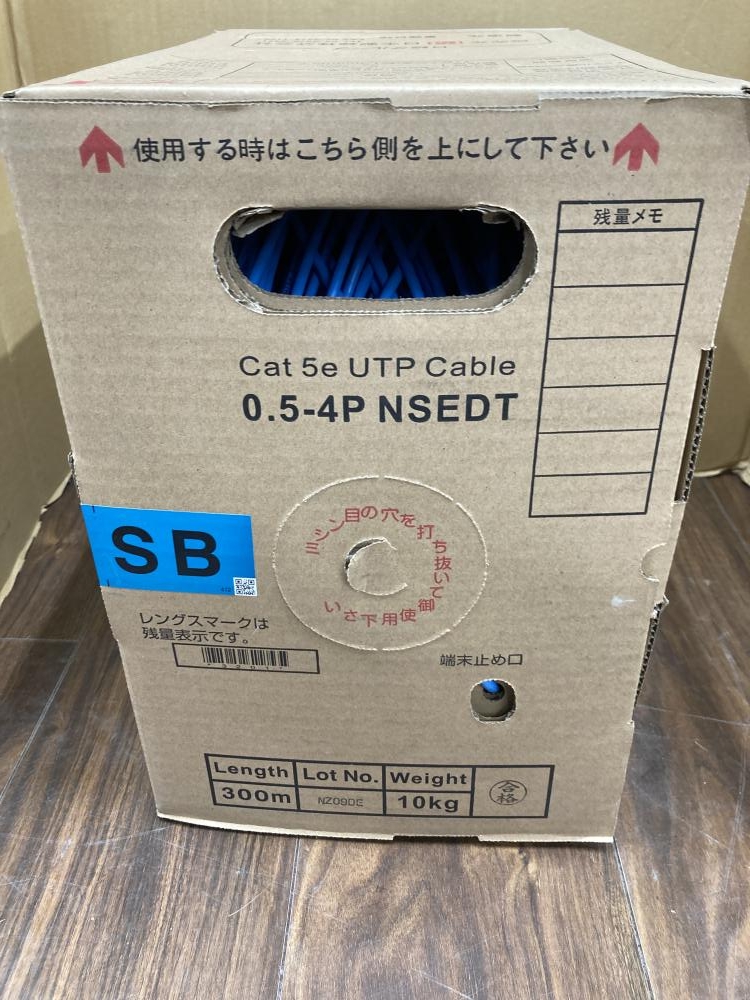 使用する時はこちら側を上にして下さい
残量メモ
Cat 5e UTP Cable
0.5-4P NSEDT
ミシン目の穴を打ち抜いて御使用下さい
SB
レングスマークは
残量表示です。
端末止め口
Length Lot No. Weight
300m NZ09DE 10kg
合格